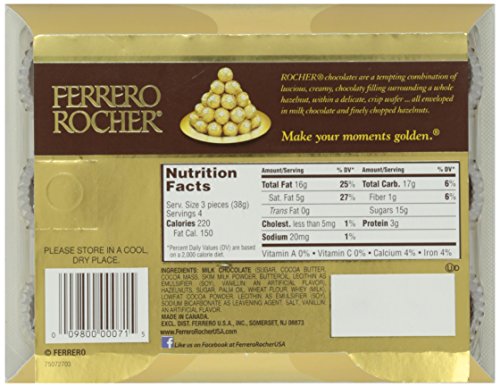 FERRERO
ROCHER®
ROCHER® chocolates are a tempting combination of
luscious, creamy, chocolaty filling surrounding a whole
hazelnut, within a delicate, crisp wafer ... all enveloped
in milk chocolate and finely chopped hazelnuts.
Make your moments golden.®
Nutrition
Facts
Serv. Size 3 pieces (38g)
Servings 4
Calories 220
Fat Cal. 150
*Percent Daily Values (DV) are based
on a 2,000 calorie diet.
Amount/Serving % DV*
Total Fat 16g 25%
Sat. Fat 5g 27%
Trans Fat 0g
Cholest. less than 5mg 1%
Sodium 20mg 1%
Amount/Serving % DV*
Total Carb. 17g 6%
Fiber 1g 6%
Sugars 15g
Protein 3g
Vitamin A 0% • Vitamin C 0% • Calcium 4% • Iron 4%
PLEASE STORE IN A COOL,
DRY PLACE.
0 09800 00071 5
© FERRERO
75072703
INGREDIENTS: MILK CHOCOLATE (SUGAR, COCOA BUTTER,
COCOA MASS, SKIM MILK POWDER, BUTTEROIL, LECITHIN AS
EMULSIFIER (SOY), VANILLIN: AN ARTIFICIAL FLAVOR),
HAZELNUTS, SUGAR, PALM OIL, WHEAT FLOUR, WHEY (MILK),
LOWFAT COCOA POWDER, LECITHIN AS EMULSIFIER (SOY),
SODIUM BICARBONATE AS LEAVENING AGENT, SALT, VANILLIN:
AN ARTIFICIAL FLAVOR.
MADE IN CANADA.
EXCL. DIST. FERRERO U.S.A., INC., SOMERSET, NJ 08873
www.FerreroRocherUSA.com
f Like us on Facebook at FerreroRocherUSA
U D